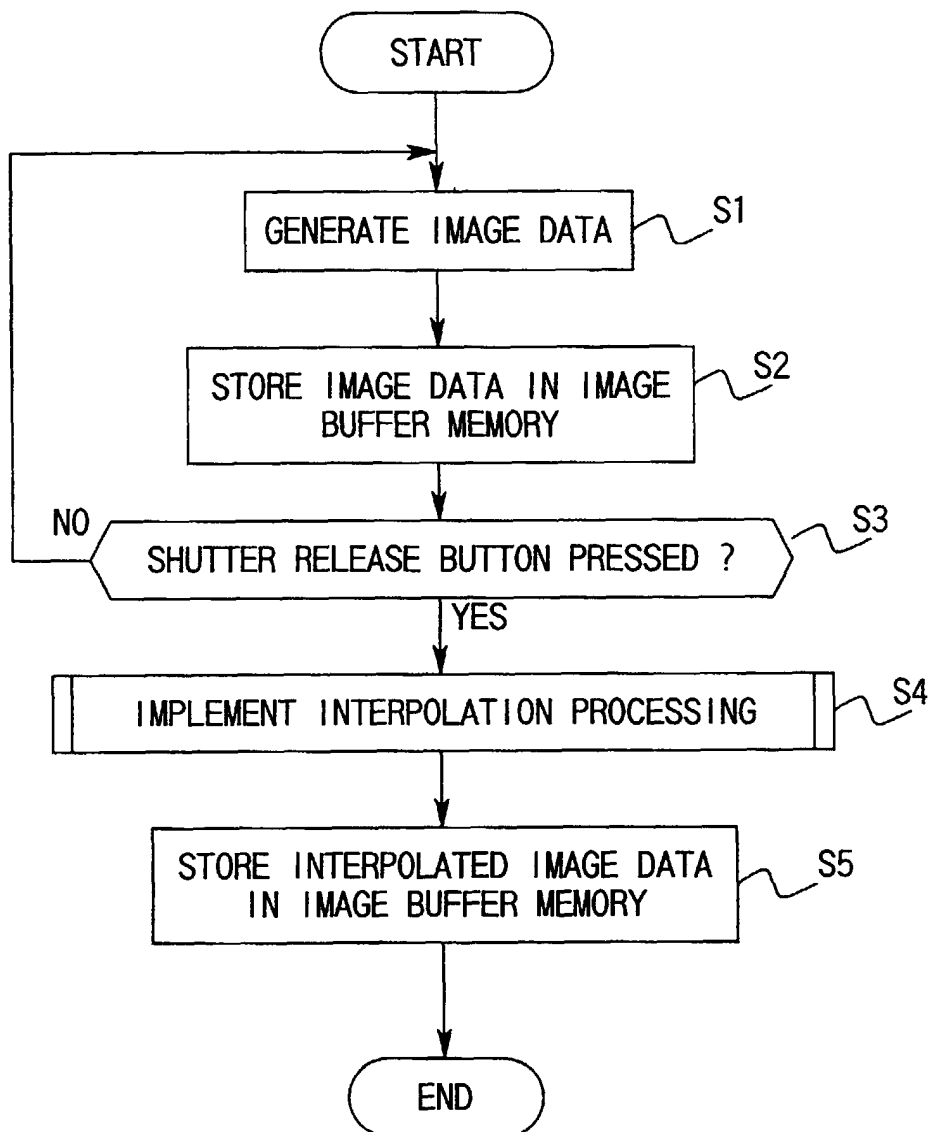 START
GENERATE IMAGE DATA
S1
STORE IMAGE DATA IN IMAGE
BUFFER MEMORY
S2
NO
SHUTTER RELEASE BUTTON PRESSED ?
S3
YES
IMPLEMENT INTERPOLATION PROCESSING
S4
STORE INTERPOLATED IMAGE DATA
IN IMAGE BUFFER MEMORY
S5
END